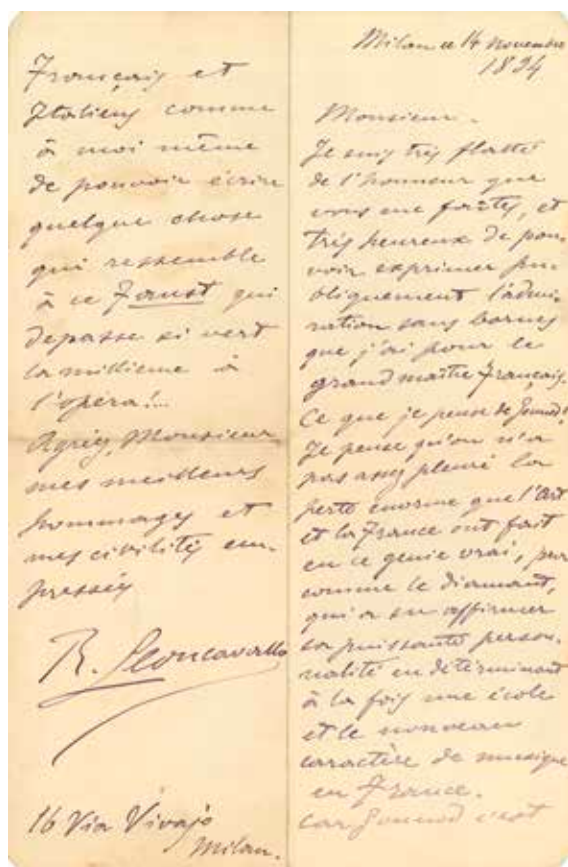 Milan ce 14 Novembre
1894
Monsieur.
Je suis très flatté
de l'honneur que
vous me faites, et
très heureux de pou-
voir exprimer pu-
bliquement l'admi-
ration sans bornes
que j'ai pour le
grand maître Français.
Ce que je pense de Gounod?
Je pense qu'on n'a
pas assez pleuré la
perte énorme que l'Art
et la France ont fait
en ce genie vrai, pur
comme le diamant,
qui a su affirmer
sa puissante person-
nalité en déterminant
à la fois une école
et le nouveau
caractère de musique
en France.
Car Gounod c'est
Français et
Italiens comme
à moi même
de pouvoir écrire
quelque chose
qui ressemble
à ce Faust qui
depasse si vert
la millieme à
l'opera!...
Agréez, Monsieur
mes meilleurs
hommages et
mes civilités em-
pressées
R. Leoncavallo
16 Via Vivajo
Milan.